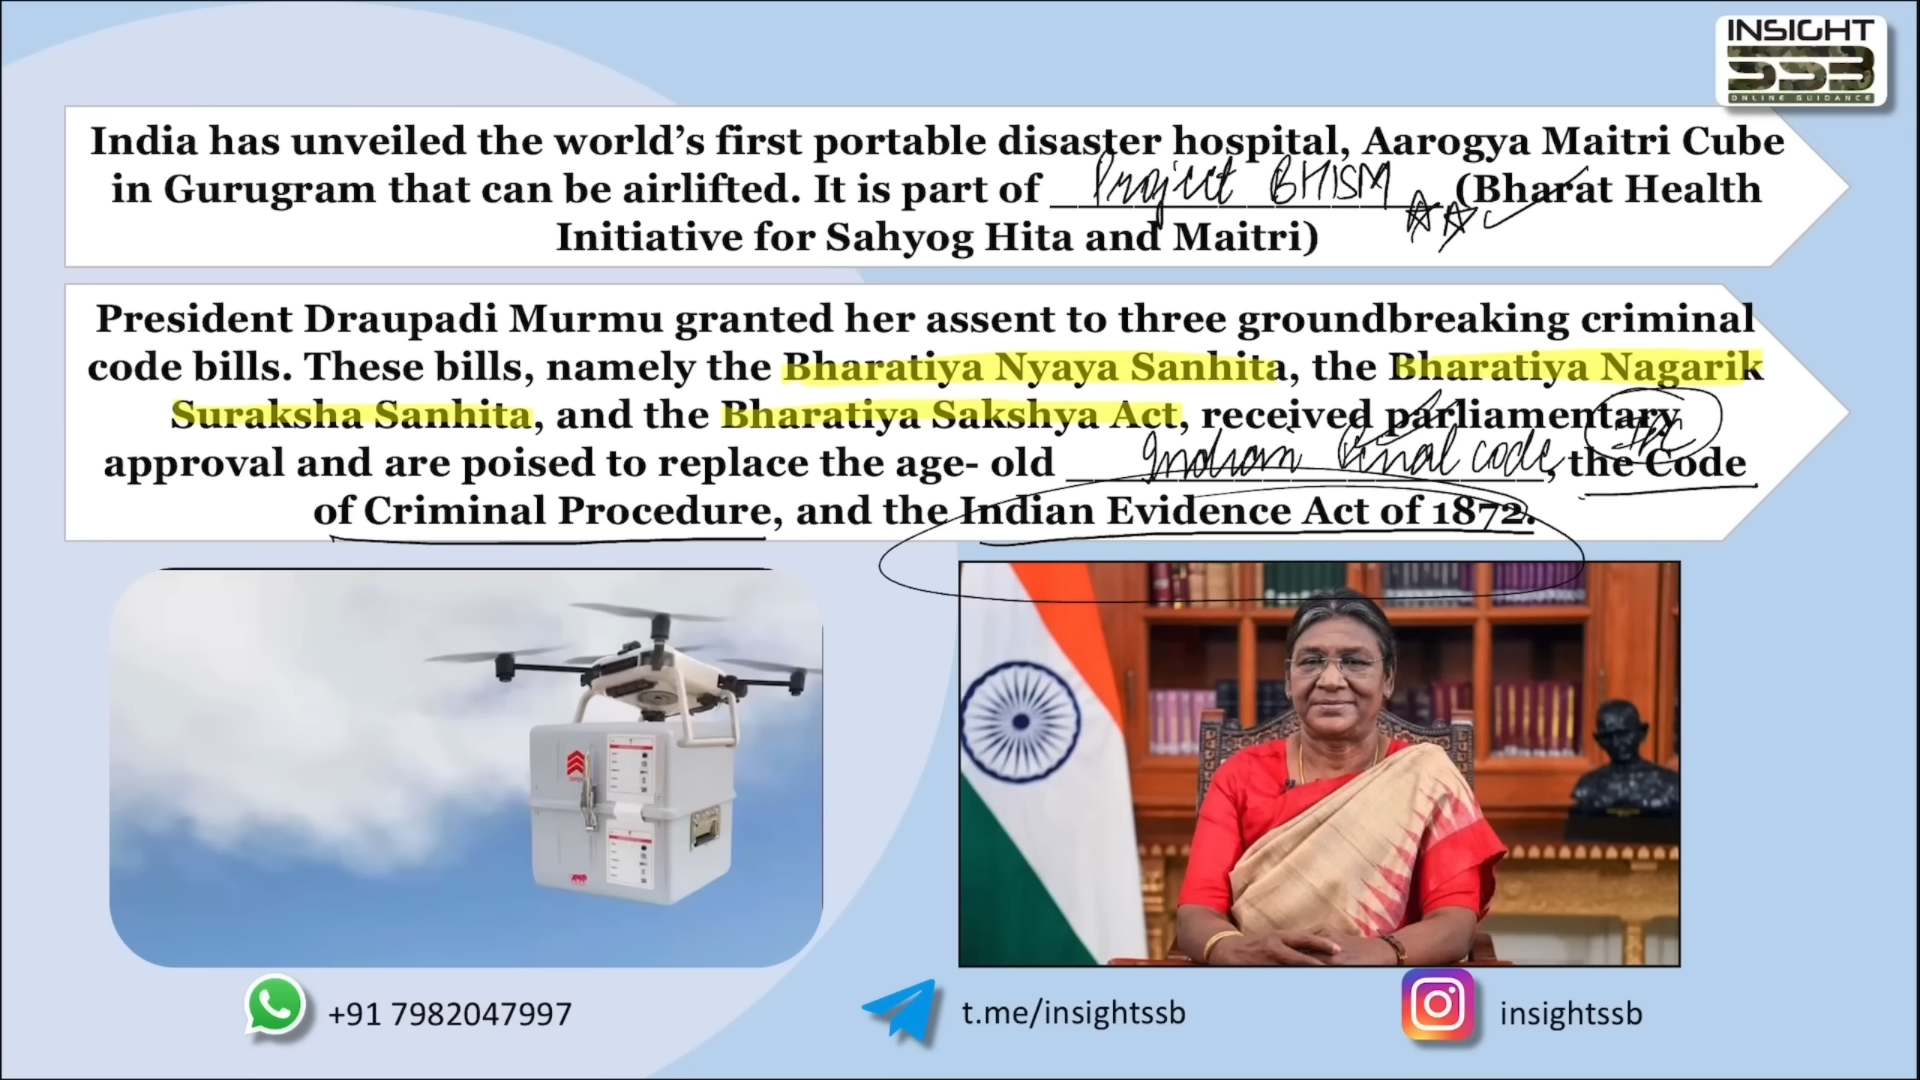 INSIGHT
SSB
ONLINE GUIDANCE
India has unveiled the world’s first portable disaster hospital, Aarogya Maitri Cube
in Gurugram that can be airlifted. It is part of Project BHISM (Bharat Health
Initiative for Sahyog Hita and Maitri)
President Draupadi Murmu granted her assent to three groundbreaking criminal
code bills. These bills, namely the Bharatiya Nyaya Sanhita, the Bharatiya Nagarik
Suraksha Sanhita, and the Bharatiya Sakshya Act, received parliamentary
IPC
approval and are poised to replace the age- old Indian Penal code, the Code
of Criminal Procedure, and the Indian Evidence Act of 1872.
+91 7982047997
t.me/insightssb
insightssb